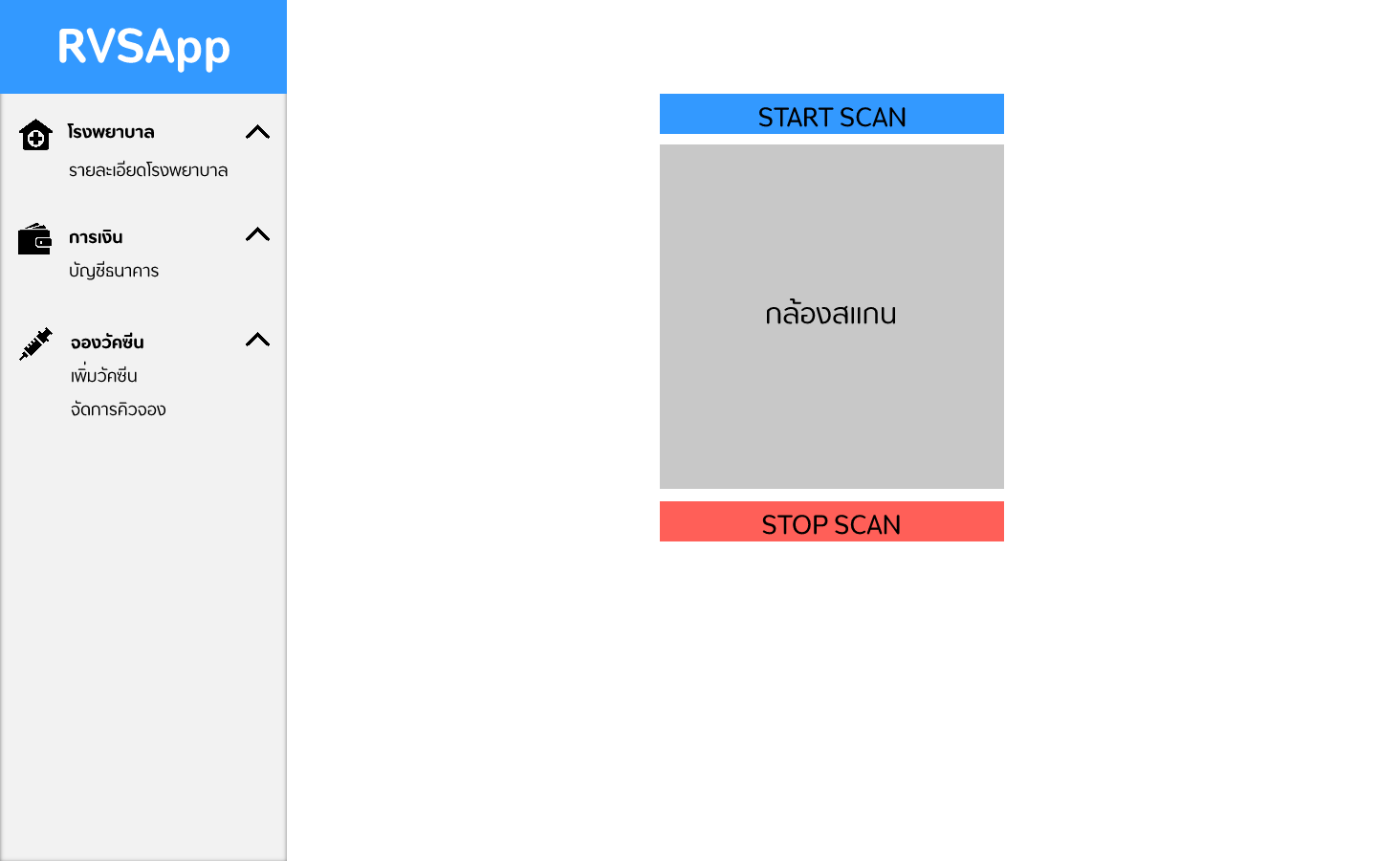 RVSApp
โรงพยาบาล
รายละเอียดโรงพยาบาล
การเงิน
บัญชีธนาคาร
จองวัคซีน
เพิ่มวัคซีน
จัดการคิวจอง
START SCAN
กล้องสแกน
STOP SCAN